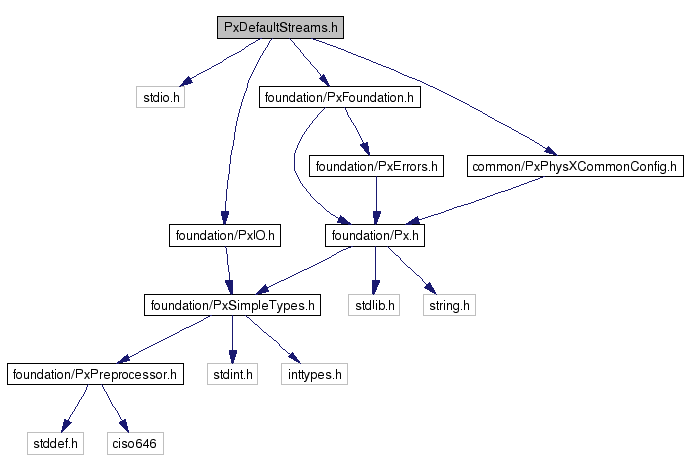 PxDefaultStreams.h
stdio.h
foundation/PxFoundation.h
foundation/PxErrors.h
common/PxPhysXCommonConfig.h
foundation/PxIO.h
foundation/Px.h
foundation/PxSimpleTypes.h
stdlib.h
string.h
foundation/PxPreprocessor.h
stdint.h
inttypes.h
stddef.h
ciso646